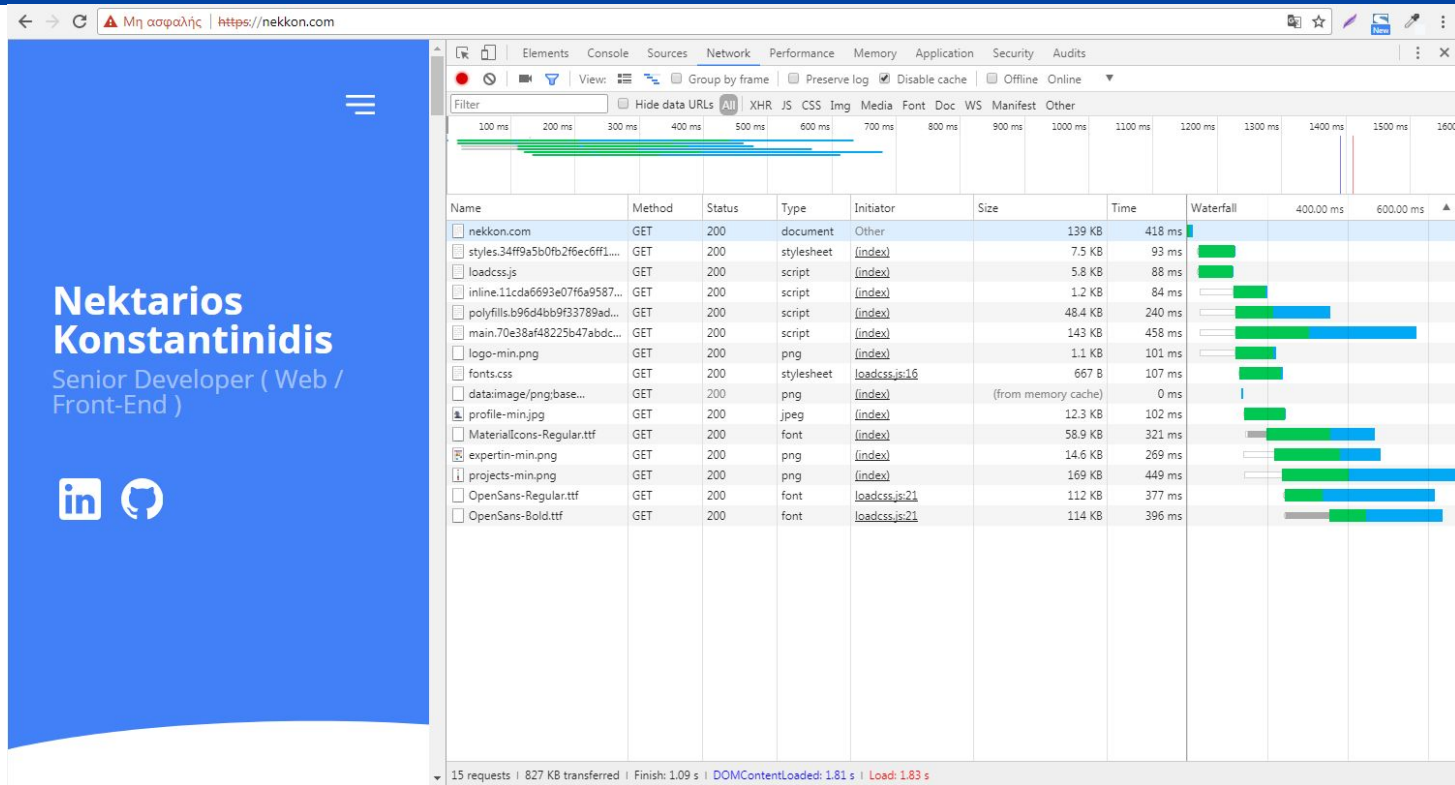 Μη ασφαλής https://nekkon.com
New
Elements Console Sources Network Performance Memory Application Security Audits
View: Group by frame Preserve log Disable cache Offline Online
Filter Hide data URLs All XHR JS CSS Img Media Font Doc WS Manifest Other
100 ms 200 ms 300 ms 400 ms 500 ms 600 ms 700 ms 800 ms 900 ms 1000 ms 1100 ms 1200 ms 1300 ms 1400 ms 1500 ms 1600
Name Method Status Type Initiator Size Time Waterfall 400.00 ms 600.00 ms
nekkon.com GET 200 document Other 139 KB 418 ms
styles.34ff9a5b0fb2f6ec6ff1.... GET 200 stylesheet (index) 7.5 KB 93 ms
loadcss.js GET 200 script (index) 5.8 KB 88 ms
inline.11cda6693e07f6a9587... GET 200 script (index) 1.2 KB 84 ms
polyfills.b96d4bb9f33789ad... GET 200 script (index) 48.4 KB 240 ms
main.70e38af48225b47abdc... GET 200 script (index) 143 KB 458 ms
logo-min.png GET 200 png (index) 1.1 KB 101 ms
fonts.css GET 200 stylesheet loadcss.js:16 667 B 107 ms
data:image/png;base... GET 200 png (index) (from memory cache) 0 ms
profile-min.jpg GET 200 jpeg (index) 12.3 KB 102 ms
MaterialIcons-Regular.ttf GET 200 font (index) 58.9 KB 321 ms
expertin-min.png GET 200 png (index) 14.6 KB 269 ms
projects-min.png GET 200 png (index) 169 KB 449 ms
OpenSans-Regular.ttf GET 200 font loadcss.js:21 112 KB 377 ms
OpenSans-Bold.ttf GET 200 font loadcss.js:21 114 KB 396 ms
15 requests | 827 KB transferred | Finish: 1.09 s | DOMContentLoaded: 1.81 s | Load: 1.83 s
Nektarios
Konstantinidis
Senior Developer ( Web /
Front-End )
in